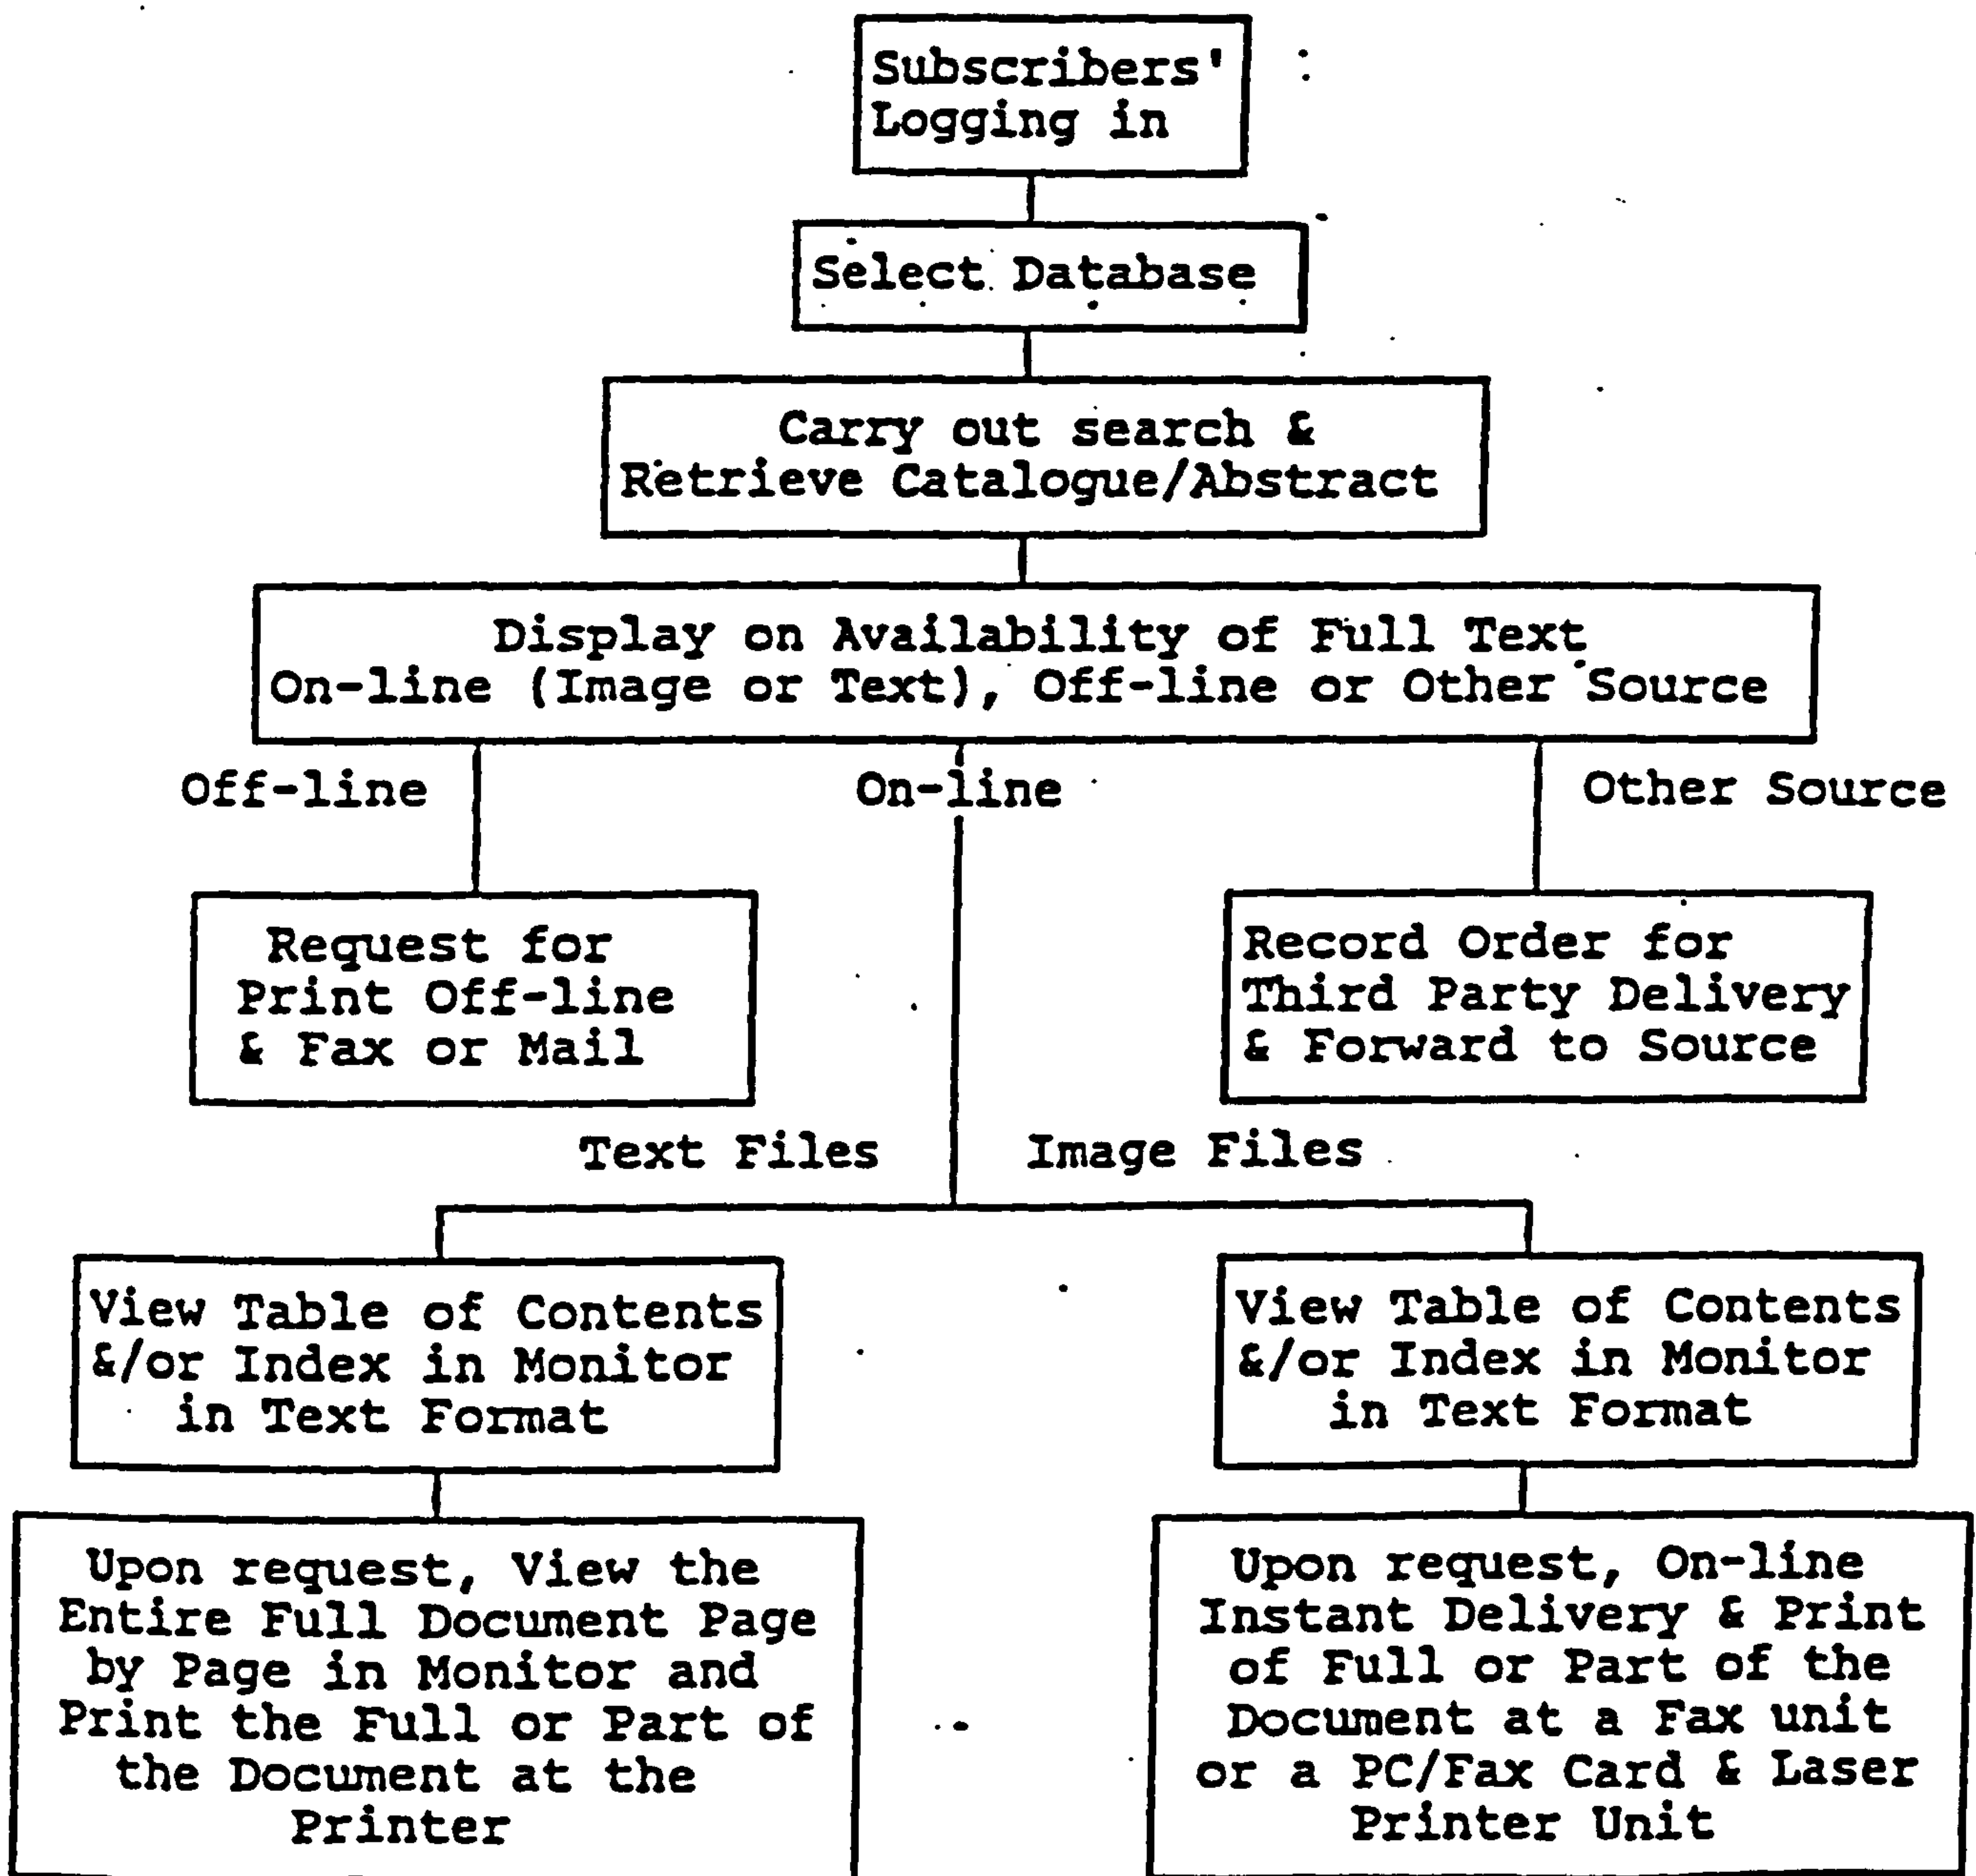 Subscribers'
Logging in
Select Database
Carry out search &
Retrieve Catalogue/Abstract
Display on Availability of Full Text
On-line (Image or Text), Off-line or Other Source
Off-line
On-line
Other Source
Request for
Print Off-line
& Fax or Mail
Record Order for
Third Party Delivery
& Forward to Source
Text Files
Image Files
View Table of Contents
&/or Index in Monitor
in Text Format
View Table of Contents
&/or Index in Monitor
in Text Format
Upon request, View the
Entire Full Document Page
by Page in Monitor and
Print the Full or Part of
the Document at the
Printer
Upon request, On-line
Instant Delivery & Print
of Full or Part of the
Document at a Fax unit
or a PC/Fax Card & Laser
Printer Unit